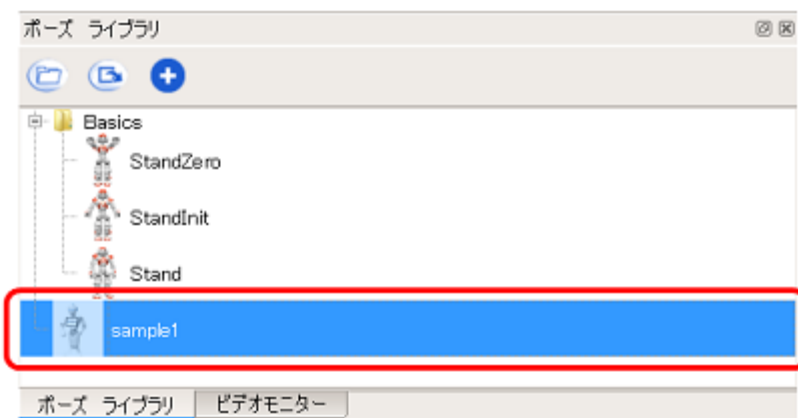 ポーズ ライブラリ
Basics
StandZero
StandInit
Stand
sample1
ポーズ ライブラリ ビデオモニター